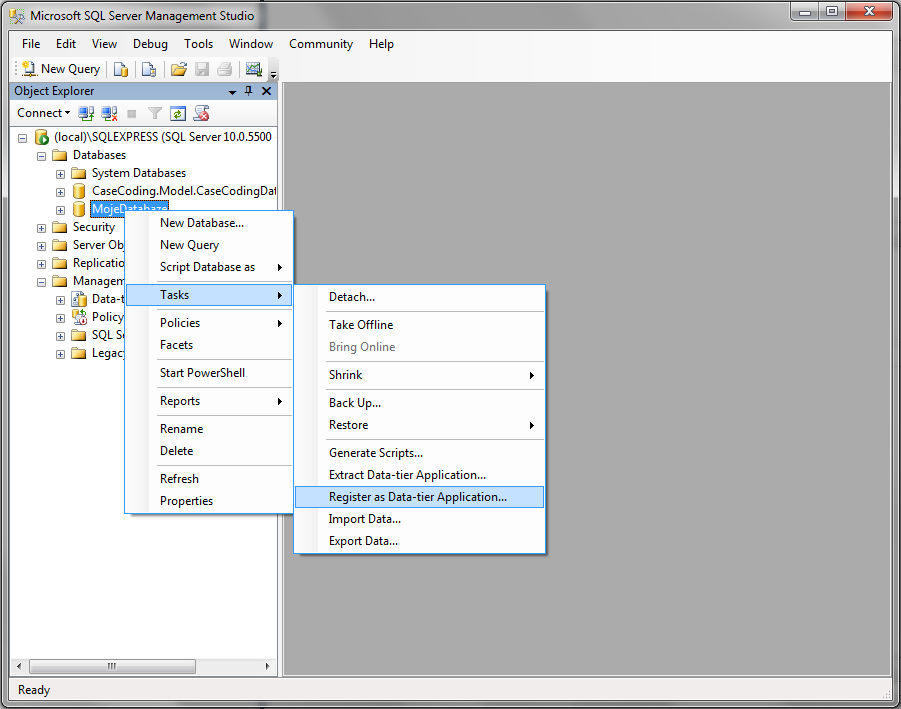 Microsoft SQL Server Management Studio
File Edit View Debug Tools Window Community Help
New Query
Object Explorer
Connect
(local)\SQLEXPRESS (SQL Server 10.0.5500
Databases
System Databases
CaseCoding.Model.CaseCodingDat
MojeDatabaze
Security
Server Obj
Replication
Managem
Data-t
Policy
SQL Se
Legacy
New Database...
New Query
Script Database as
Tasks
Policies
Facets
Start PowerShell
Reports
Rename
Delete
Refresh
Properties
Detach...
Take Offline
Bring Online
Shrink
Back Up...
Restore
Generate Scripts...
Extract Data-tier Application...
Register as Data-tier Application...
Import Data...
Export Data...
Ready